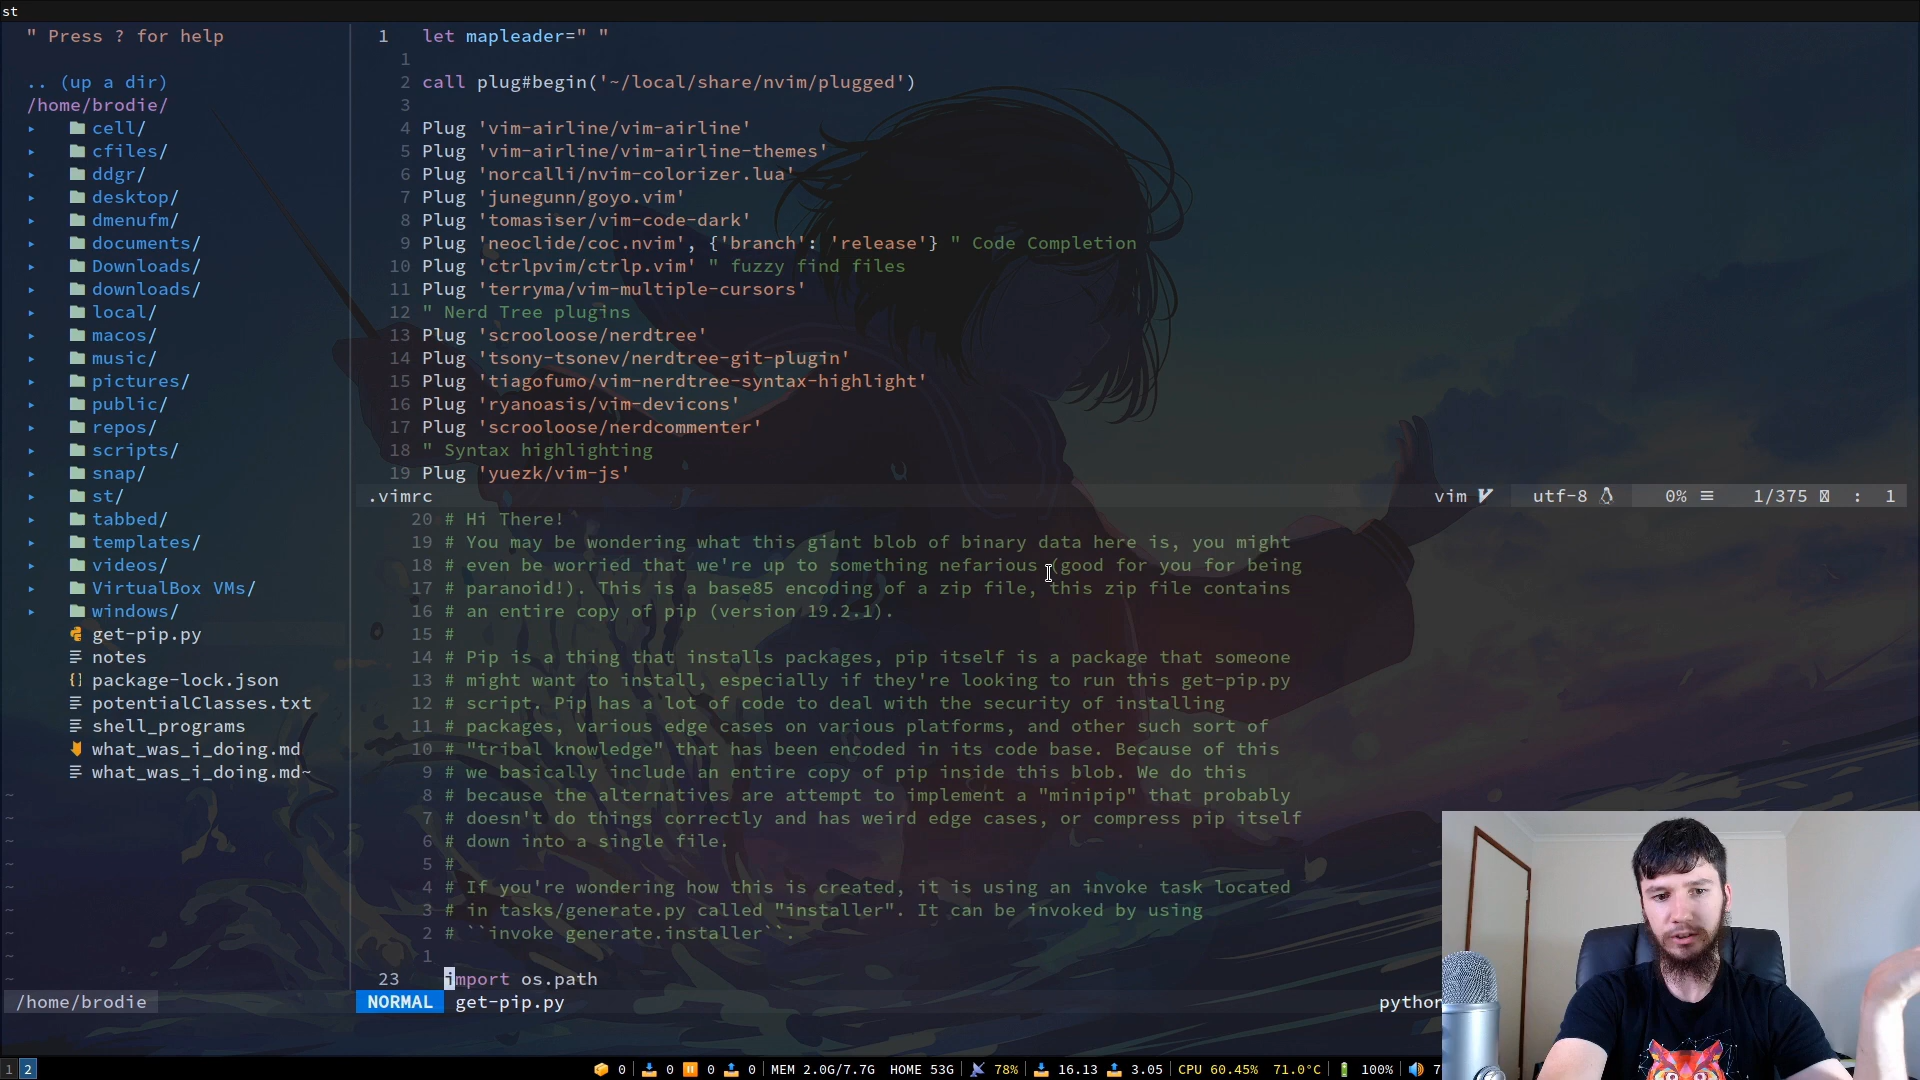 st
" Press ? for help
.. (up a dir)
/home/brodie/
▸ cell/
▸ cfiles/
▸ ddgr/
▸ desktop/
▸ dmenufm/
▸ documents/
▸ Downloads/
▸ downloads/
▸ local/
▸ macos/
▸ music/
▸ pictures/
▸ public/
▸ repos/
▸ scripts/
▸ snap/
▸ st/
▸ tabbed/
▸ templates/
▸ videos/
▸ VirtualBox VMs/
▸ windows/
get-pip.py
notes
{} package-lock.json
potentialClasses.txt
shell_programs
what_was_i_doing.md
what_was_i_doing.md~
~
~
~
~
~
~
~
~
~
/home/brodie
1 let mapleader=" "
1
2 call plug#begin('~/local/share/nvim/plugged')
3
4 Plug 'vim-airline/vim-airline'
5 Plug 'vim-airline/vim-airline-themes'
6 Plug 'norcalli/nvim-colorizer.lua'
7 Plug 'junegunn/goyo.vim'
8 Plug 'tomasiser/vim-code-dark'
9 Plug 'neoclide/coc.nvim', {'branch': 'release'} " Code Completion
10 Plug 'ctrlpvim/ctrlp.vim' " fuzzy find files
11 Plug 'terryma/vim-multiple-cursors'
12 " Nerd Tree plugins
13 Plug 'scrooloose/nerdtree'
14 Plug 'tsony-tsonev/nerdtree-git-plugin'
15 Plug 'tiagofumo/vim-nerdtree-syntax-highlight'
16 Plug 'ryanoasis/vim-devicons'
17 Plug 'scrooloose/nerdcommenter'
18 " Syntax highlighting
19 Plug 'yuezk/vim-js'
.vimrc vim utf-8 0% ≡ 1/375 : 1
20 # Hi There!
19 # You may be wondering what this giant blob of binary data here is, you might
18 # even be worried that we're up to something nefarious (good for you for being
17 # paranoid!). This is a base85 encoding of a zip file, this zip file contains
16 # an entire copy of pip (version 19.2.1).
15 #
14 # Pip is a thing that installs packages, pip itself is a package that someone
13 # might want to install, especially if they're looking to run this get-pip.py
12 # script. Pip has a lot of code to deal with the security of installing
11 # packages, various edge cases on various platforms, and other such sort of
10 # "tribal knowledge" that has been encoded in its code base. Because of this
9 # we basically include an entire copy of pip inside this blob. We do this
8 # because the alternatives are attempt to implement a "minipip" that probably
7 # doesn't do things correctly and has weird edge cases, or compress pip itself
6 # down into a single file.
5 #
4 # If you're wondering how this is created, it is using an invoke task located
3 # in tasks/generate.py called "installer". It can be invoked by using
2 # ``invoke generate.installer``.
1
23 import os.path
NORMAL get-pip.py python
1 2 0 0 0 0 MEM 2.0G/7.7G HOME 53G 78% 16.13 3.05 CPU 60.45% 71.0°C 100% 7